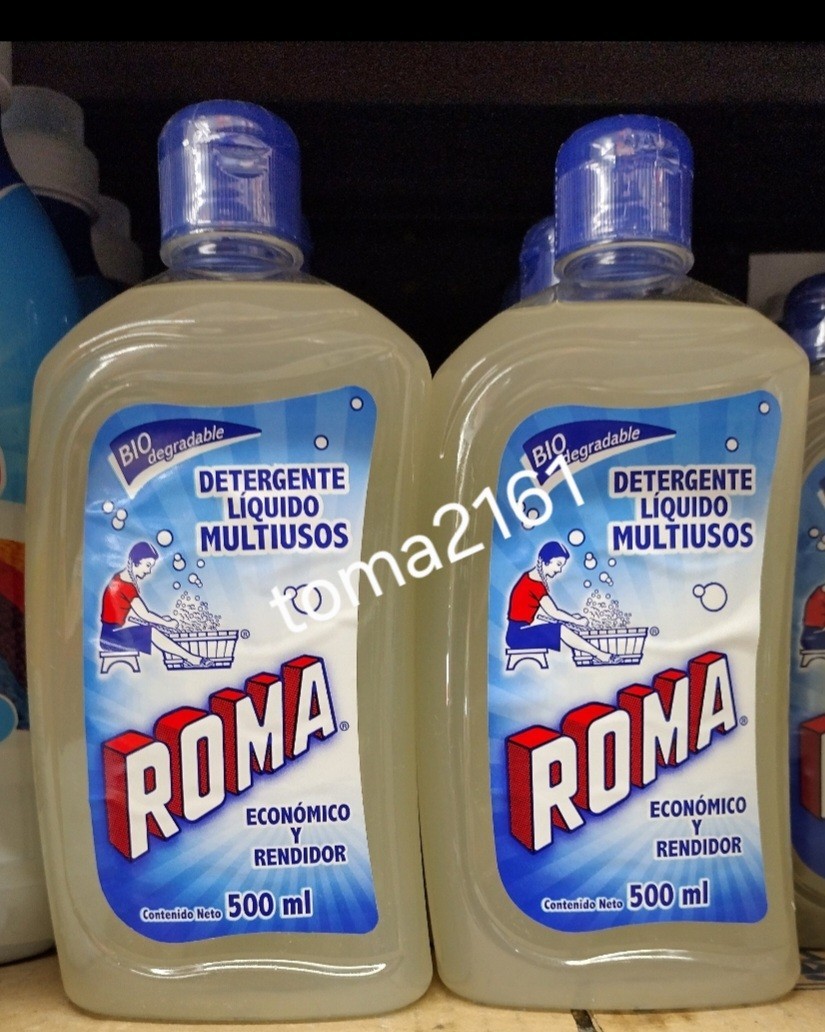 BIO degradable
DETERGENTE
LÍQUIDO
MULTIUSOS
®
ROMA®
ECONÓMICO
Y
RENDIDOR
Contenido Neto 500 ml
BIO degradable
DETERGENTE
LÍQUIDO
MULTIUSOS
®
ROMA®
ECONÓMICO
Y
RENDIDOR
Contenido Neto 500 ml
toma2161